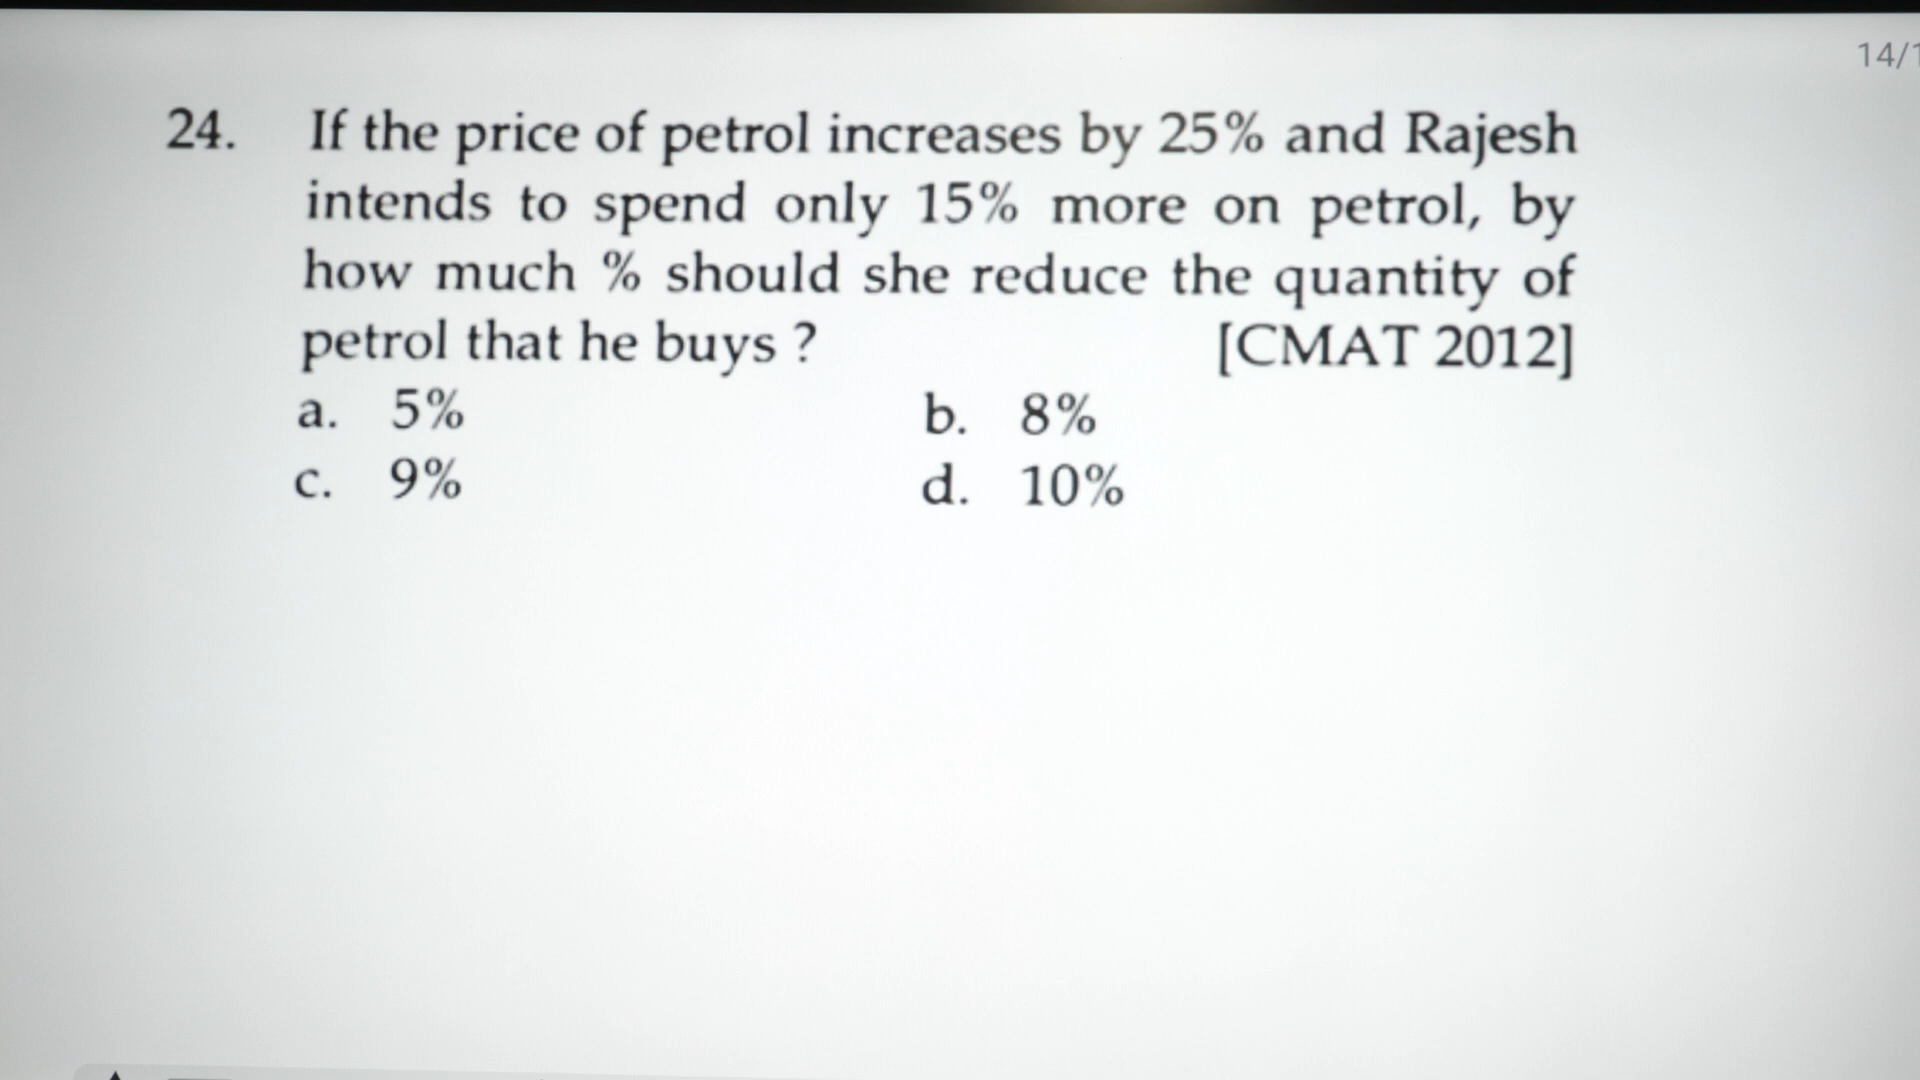 14/1
24. If the price of petrol increases by 25% and Rajesh
intends to spend only 15% more on petrol, by
how much % should she reduce the quantity of
petrol that he buys ? [CMAT 2012]
a. 5% b. 8%
c. 9% d. 10%